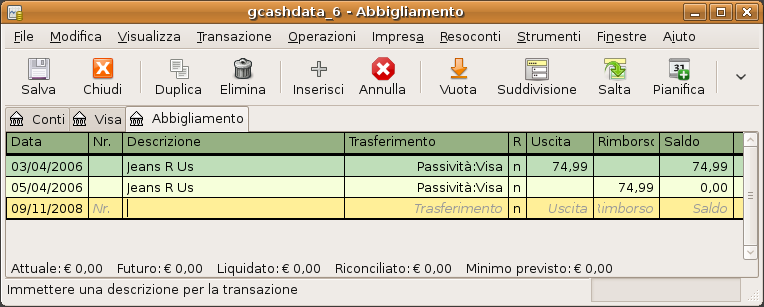 gcashdata_6 - Abbigliamento
File Modifica Visualizza Transazione Operazioni Impresa Resoconti Strumenti Finestre Aiuto
Salva Chiudi Duplica Elimina Inserisci Annulla Vuota Suddivisione Salta Pianifica
Conti Visa Abbigliamento
Data Nr. Descrizione Trasferimento R Uscita Rimborso Saldo
03/04/2006 Jeans R Us Passività:Visa n 74,99 74,99
05/04/2006 Jeans R Us Passività:Visa n 74,99 0,00
09/11/2008 Nr. Trasferimento n Uscita Rimborso Saldo
Attuale: € 0,00 Futuro: € 0,00 Liquidato: € 0,00 Riconciliato: € 0,00 Minimo previsto: € 0,00
Immettere una descrizione per la transazione